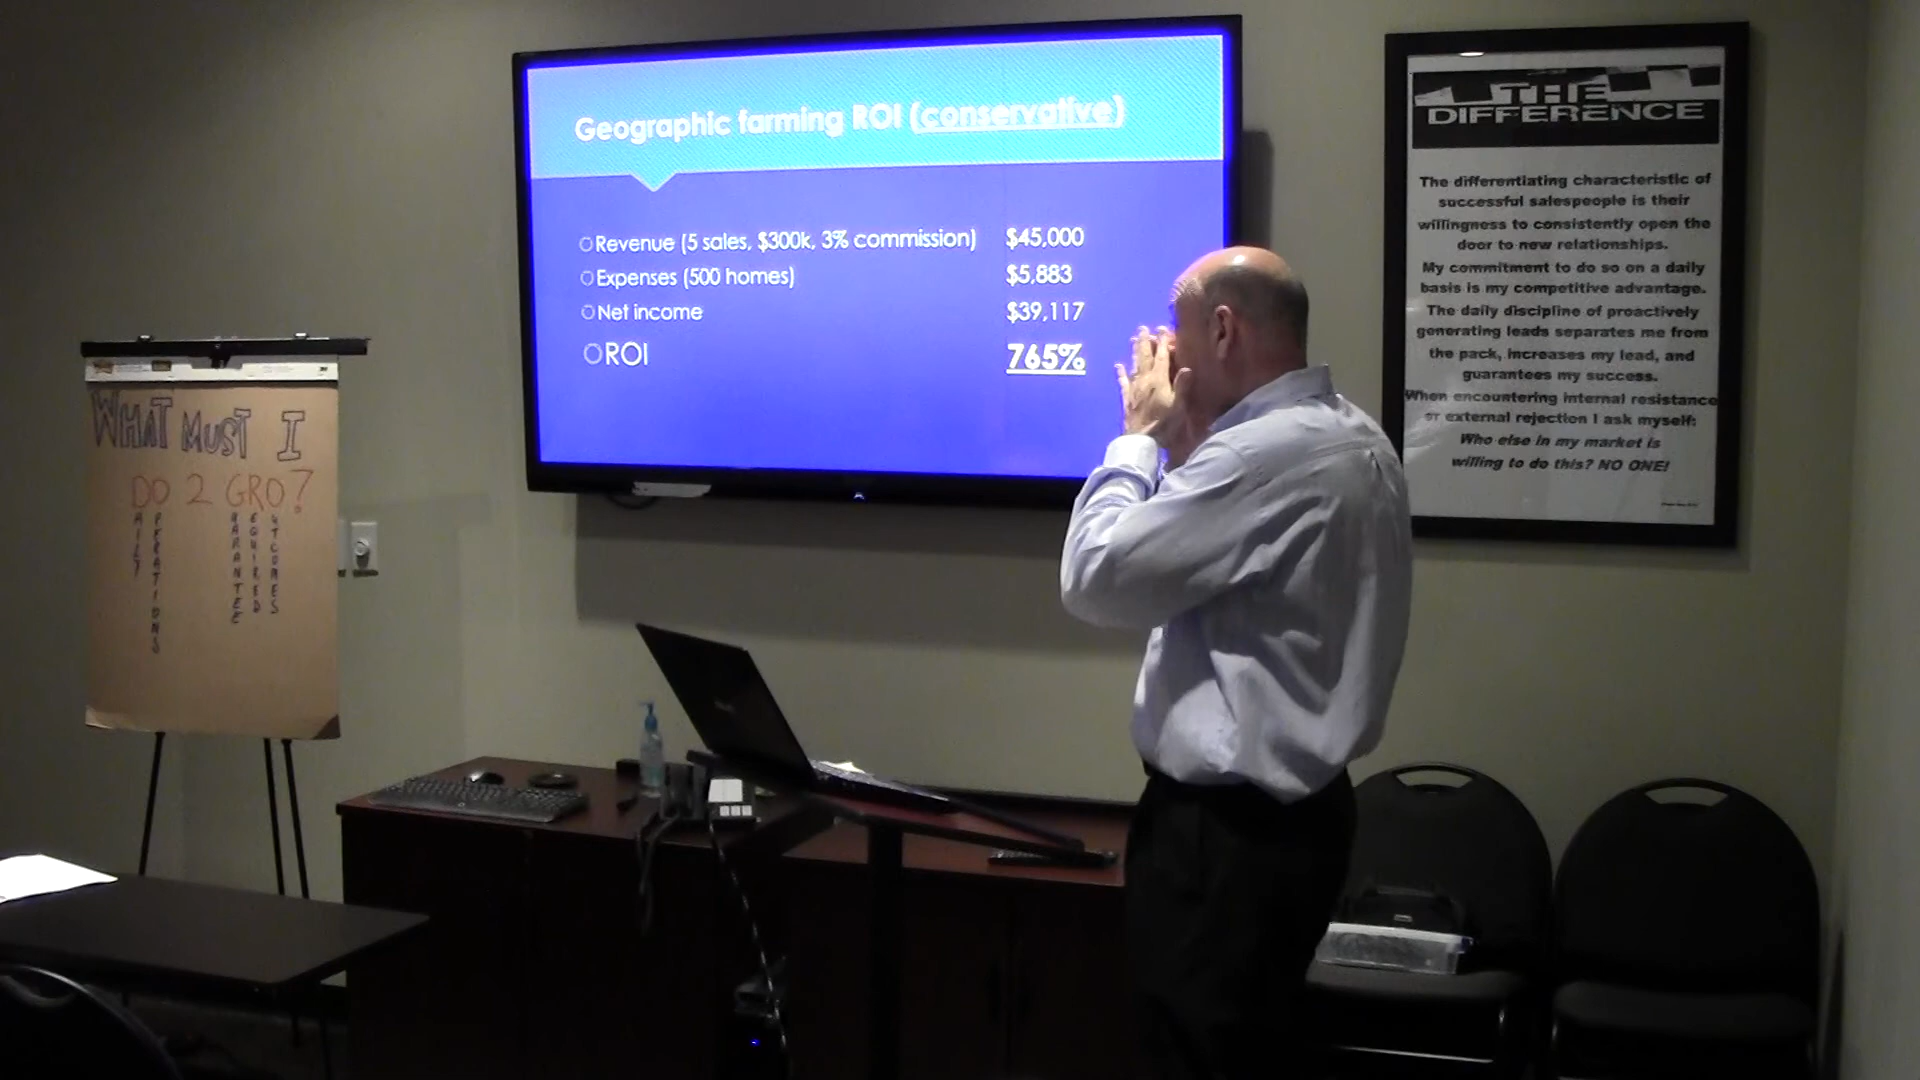 Geographic farming ROI (conservative)
Revenue (5 sales, $300k, 3% commission) $45,000
Expenses (500 homes) $5,883
Net income $39,117
ROI 765%
THE
DIFFERENCE
The differentiating characteristic of
successful salespeople is their
willingness to consistently open the
door to new relationships.
My commitment to do so on a daily
basis is my competitive advantage.
The daily discipline of proactively
generating leads separates me from
the pack, increases my lead, and
guarantees my success.
When encountering internal resistance
or external rejection I ask myself:
Who else in my market is
willing to do this? NO ONE!
WHAT MUST I
DO 2 GRO?
AILY
PERATIONS
UARANTEE
EQUIRED
UTCOMES